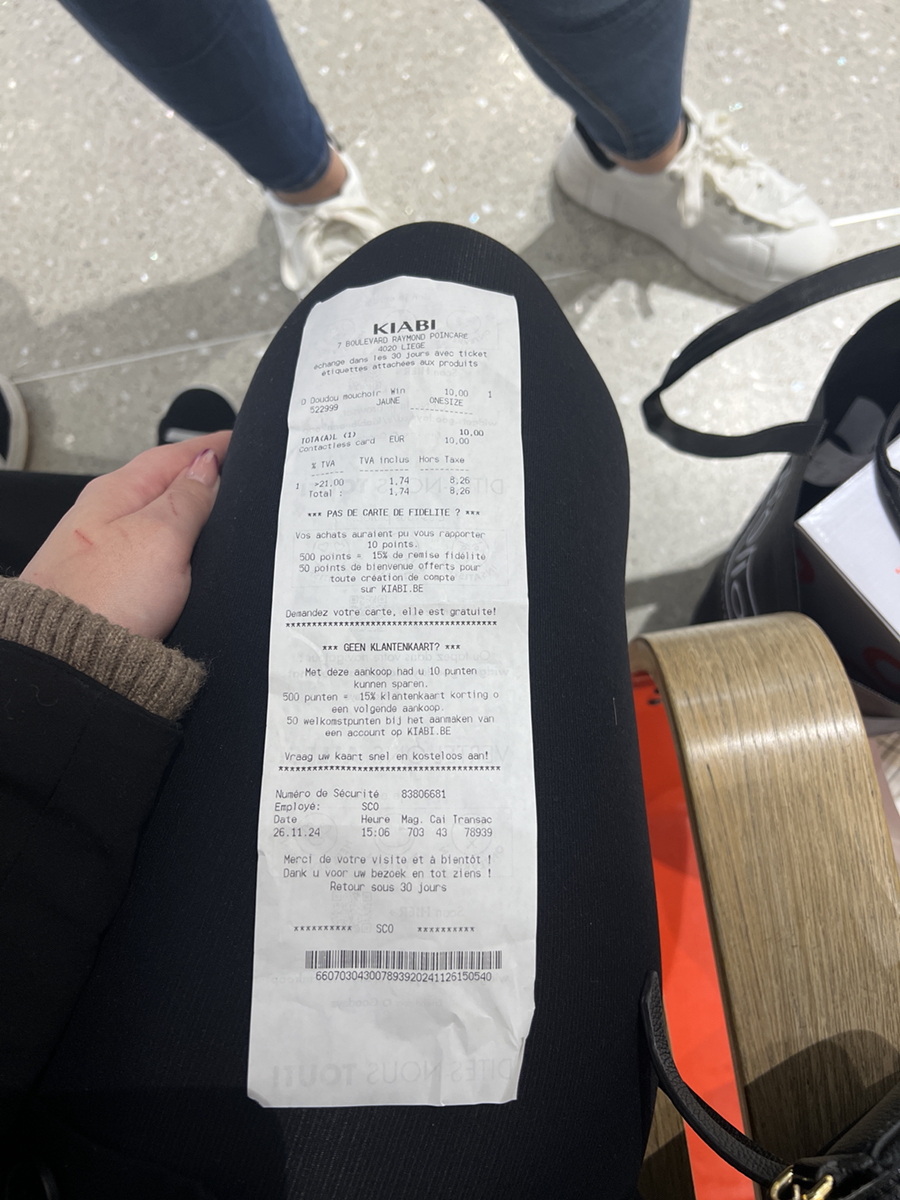 KIABI
7 BOULEVARD RAYMOND POINCARE
4020 LIEGE
echange dans les 30 jours avec ticket
étiquettes attachées aux produits
O Doudou mouchoir Win 10,00 1
522999 JAUNE ONESIZE
------------
TOTA(A)L (1) 10,00
Contactless card EUR 10,00
% TVA TVA inclus Hors Taxe
------ --------- ---------
1 >21,00 1,74 8,26
Total : 1,74 8,26
*** PAS DE CARTE DE FIDELITE ? ***
Vos achats auraient pu vous rapporter
10 points.
500 points = 15% de remise fidélité
50 points de bienvenue offerts pour
toute création de compte
sur KIABI.BE
Demandez votre carte, elle est gratuite!
**************************************
*** GEEN KLANTENKAART? ***
Met deze aankoop had u 10 punten
kunnen sparen.
500 punten = 15% klantenkaart korting o
een volgende aankoop.
50 welkomstpunten bij het aanmaken van
een account op KIABI.BE
Vraag uw kaart snel en kosteloos aan!
**************************************
Numéro de Sécurité 83806681
Employé: SCO
Date Heure Mag. Cai Transac
26.11.24 15:06 703 43 78939
Merci de votre visite et à bientôt !
Dank u voor uw bezoek en tot ziens !
Retour sous 30 jours
********** SCO **********
660703043007893920241126150540
DITES-NOUS TOUT!